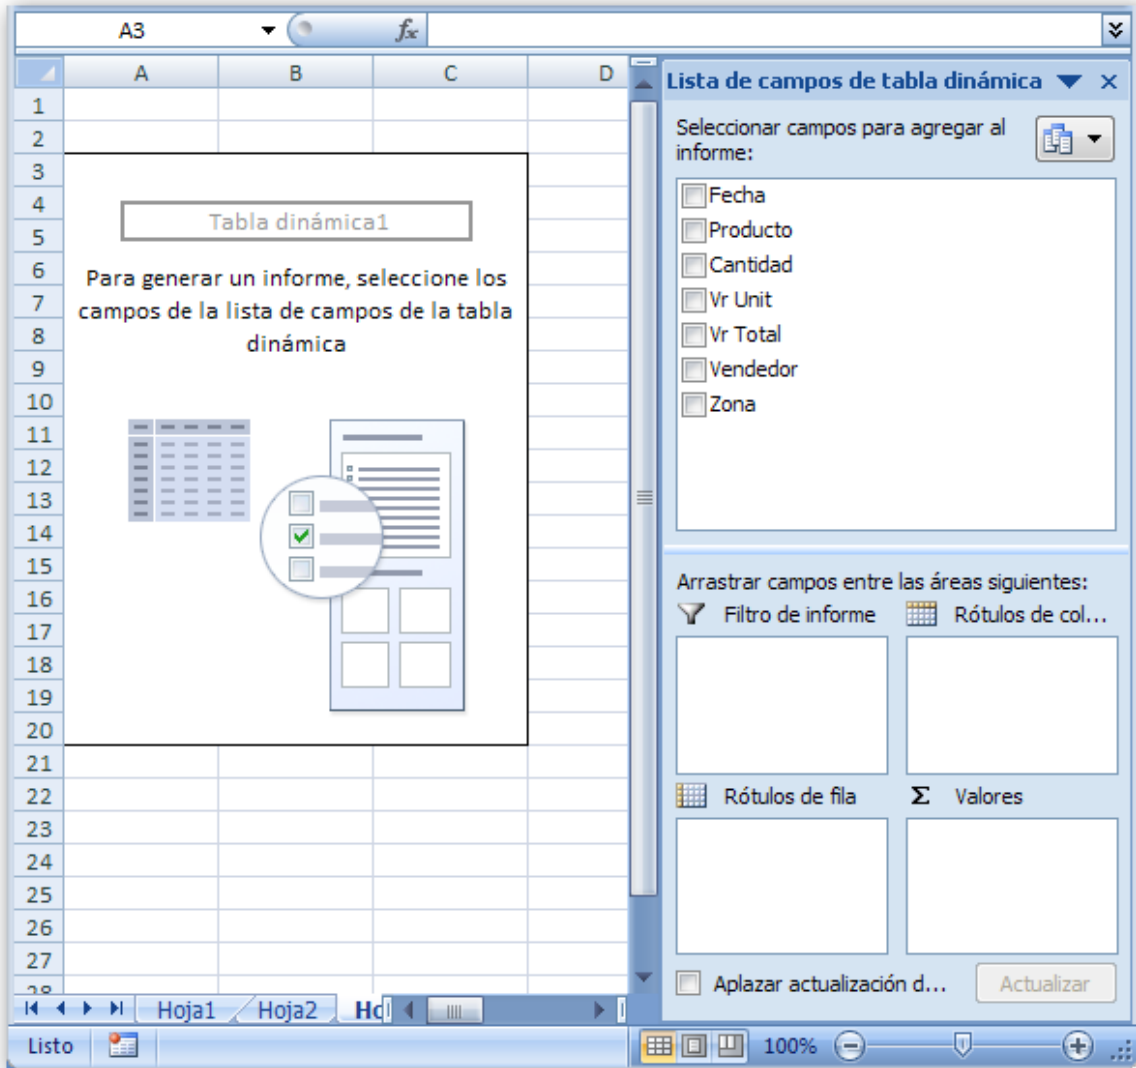 A3
fx
A B C D
1
2
3
4
5
6
7
8
9
10
11
12
13
14
15
16
17
18
19
20
21
22
23
24
25
26
27
28
Tabla dinámica1
Para generar un informe, seleccione los
campos de la lista de campos de la tabla
dinámica
Hoja1 Hoja2 Ho
Listo
Lista de campos de tabla dinámica
Seleccionar campos para agregar al
informe:
Fecha
Producto
Cantidad
Vr Unit
Vr Total
Vendedor
Zona
Arrastrar campos entre las áreas siguientes:
Filtro de informe Rótulos de col...
Rótulos de fila Σ Valores
Aplazar actualización d... Actualizar
100%